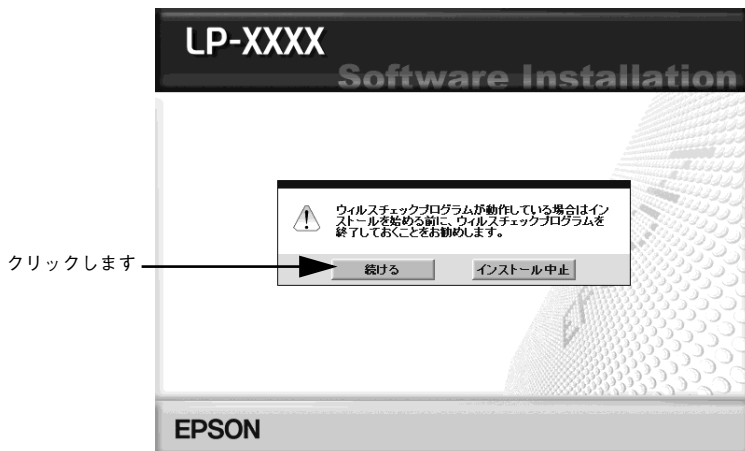 LP-XXXX
Software Installation
ウィルスチェックプログラムが動作している場合はイン
ストールを始める前に、ウィルスチェックプログラムを
終了しておくことをお勧めします。
クリックします
続ける インストール中止
EPSON